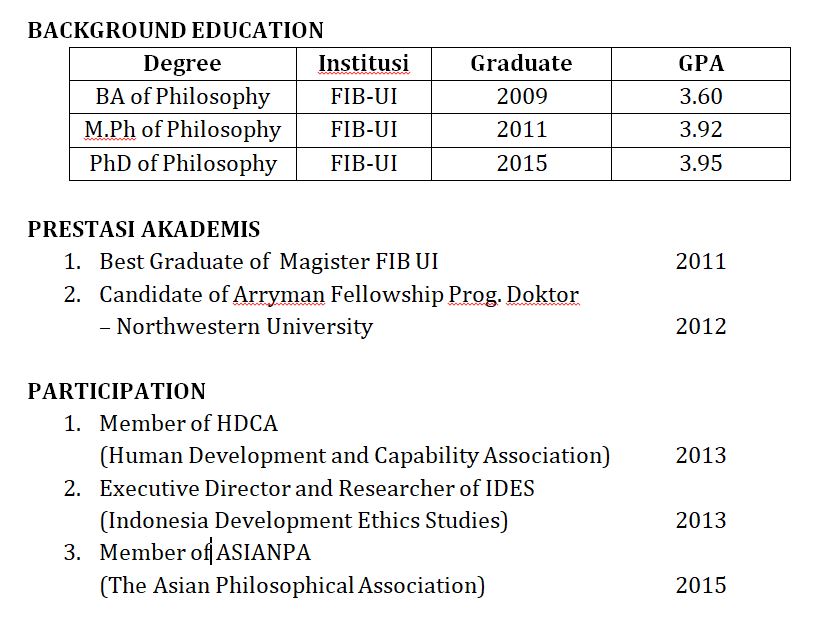 BACKGROUND EDUCATION
Degree Institusi Graduate GPA
BA of Philosophy FIB-UI 2009 3.60
M.Ph of Philosophy FIB-UI 2011 3.92
PhD of Philosophy FIB-UI 2015 3.95
PRESTASI AKADEMIS
1. Best Graduate of Magister FIB UI 2011
2. Candidate of Arryman Fellowship Prog. Doktor
– Northwestern University 2012
PARTICIPATION
1. Member of HDCA
(Human Development and Capability Association) 2013
2. Executive Director and Researcher of IDES
(Indonesia Development Ethics Studies) 2013
3. Member of ASIANPA
(The Asian Philosophical Association) 2015